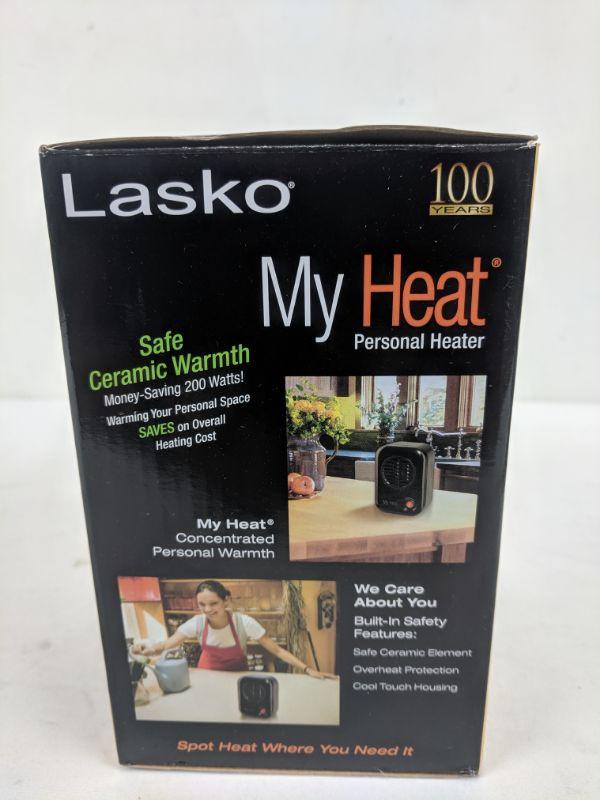 Lasko®
100
YEARS
My Heat®
Personal Heater
Safe
Ceramic Warmth
Money-Saving 200 Watts!
Warming Your Personal Space
SAVES on Overall
Heating Cost
My Heat®
Concentrated
Personal Warmth
We Care
About You
Built-In Safety
Features:
Safe Ceramic Element
Overheat Protection
Cool Touch Housing
Spot Heat Where You Need It